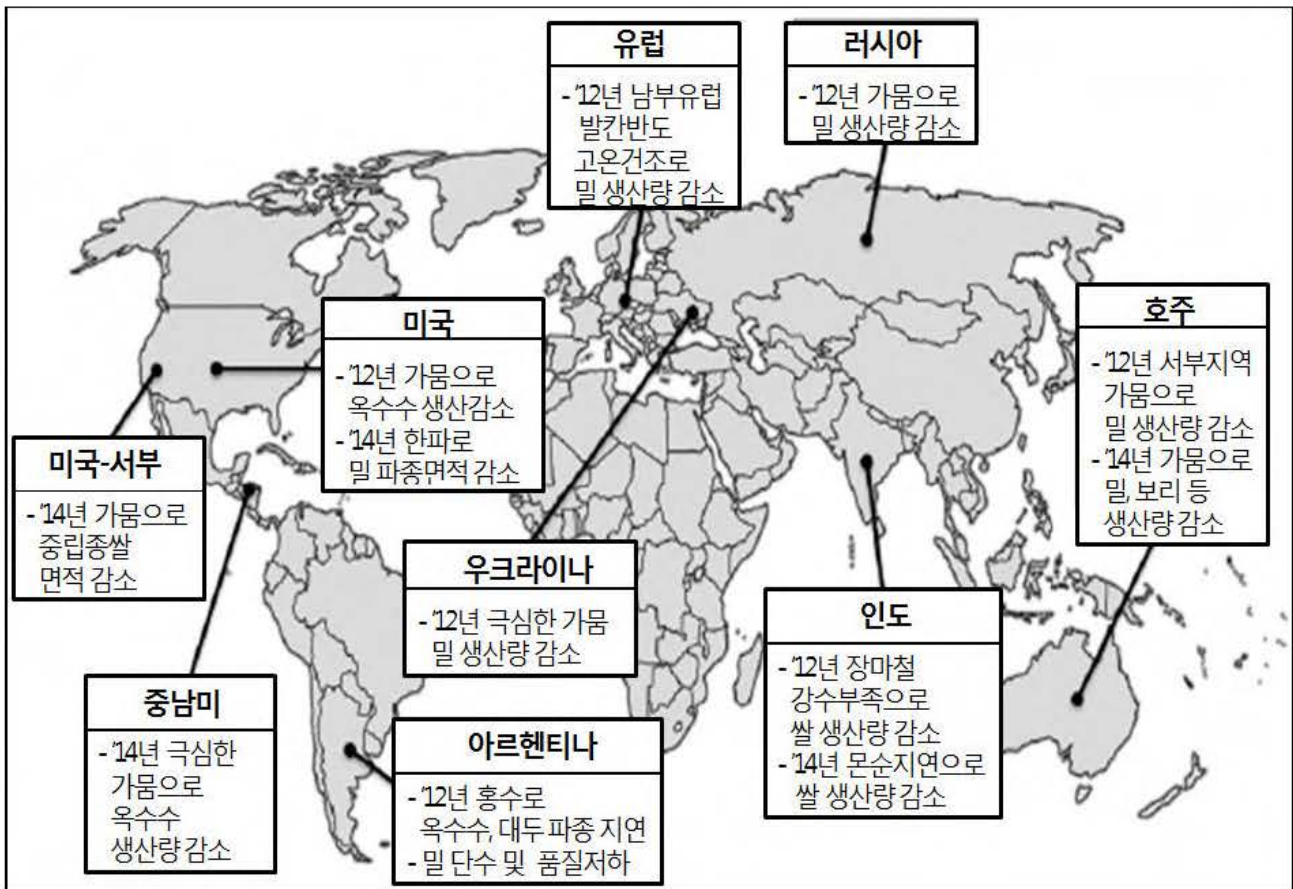 유럽
- '12년 남부유럽
발칸반도
고온건조로
밀 생산량 감소
러시아
- '12년 가뭄으로
밀 생산량 감소
미국
- '12년 가뭄으로
옥수수 생산감소
- '14년 한파로
밀 파종면적 감소
호주
- '12년 서부지역
가뭄으로
밀 생산량 감소
- '14년 가뭄으로
밀, 보리 등
생산량 감소
미국-서부
- '14년 가뭄으로
중립종쌀
면적 감소
우크라이나
- '12년 극심한 가뭄
밀 생산량 감소
인도
- '12년 장마철
강수부족으로
쌀 생산량 감소
- '14년 몬순지연으로
쌀 생산량 감소
중남미
- '14년 극심한
가뭄으로
옥수수
생산량 감소
아르헨티나
- '12년 홍수로
옥수수, 대두 파종 지연
- 밀 단수 및 품질저하